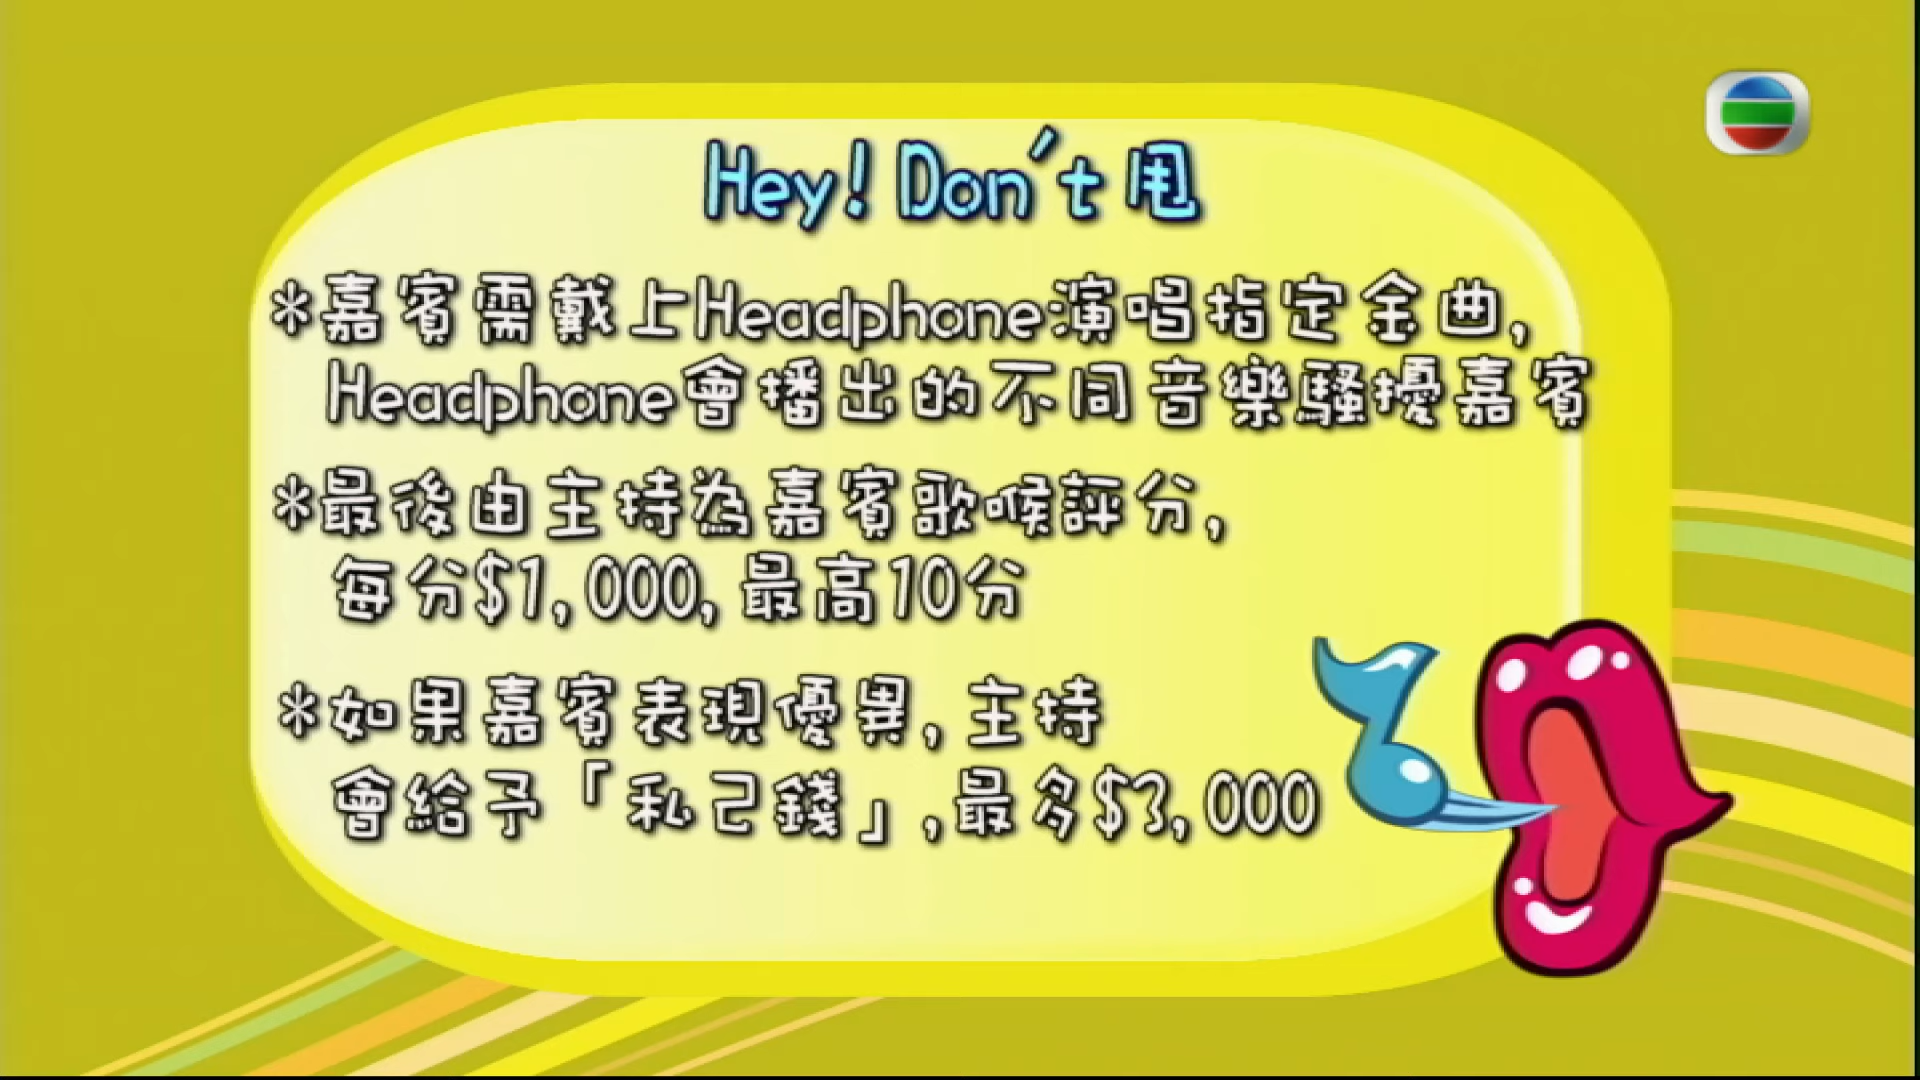 Hey! Don't 甩
*嘉賓需戴上Headphone演唱指定金曲,
Headphone會播出的不同音樂騷擾嘉賓
*最後由主持為嘉賓歌喉評分,
每分$1,000,最高10分
*如果嘉賓表現優異,主持
會給予「私己錢」,最多$3,000